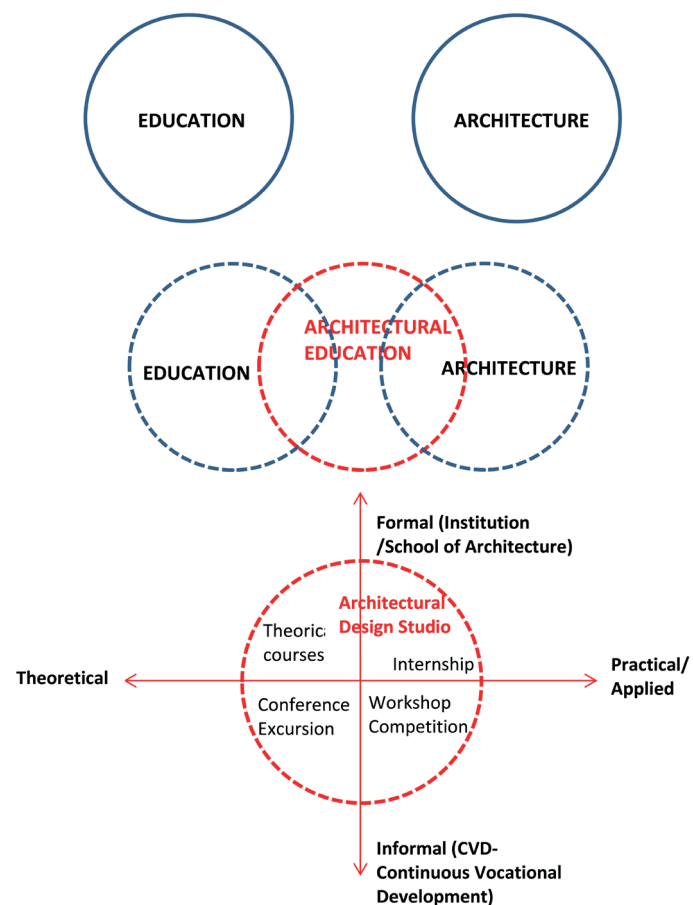 EDUCATION
ARCHITECTURE
ARCHITECTURAL
EDUCATION
EDUCATION
ARCHITECTURE
Formal (Institution
/School of Architecture)
Architectural
Design Studio
Theorica
courses
Internship
Theoretical
Practical/
Applied
Conference
Excursion
Workshop
Competition
Informal (CVD-
Continuous Vocational
Development)